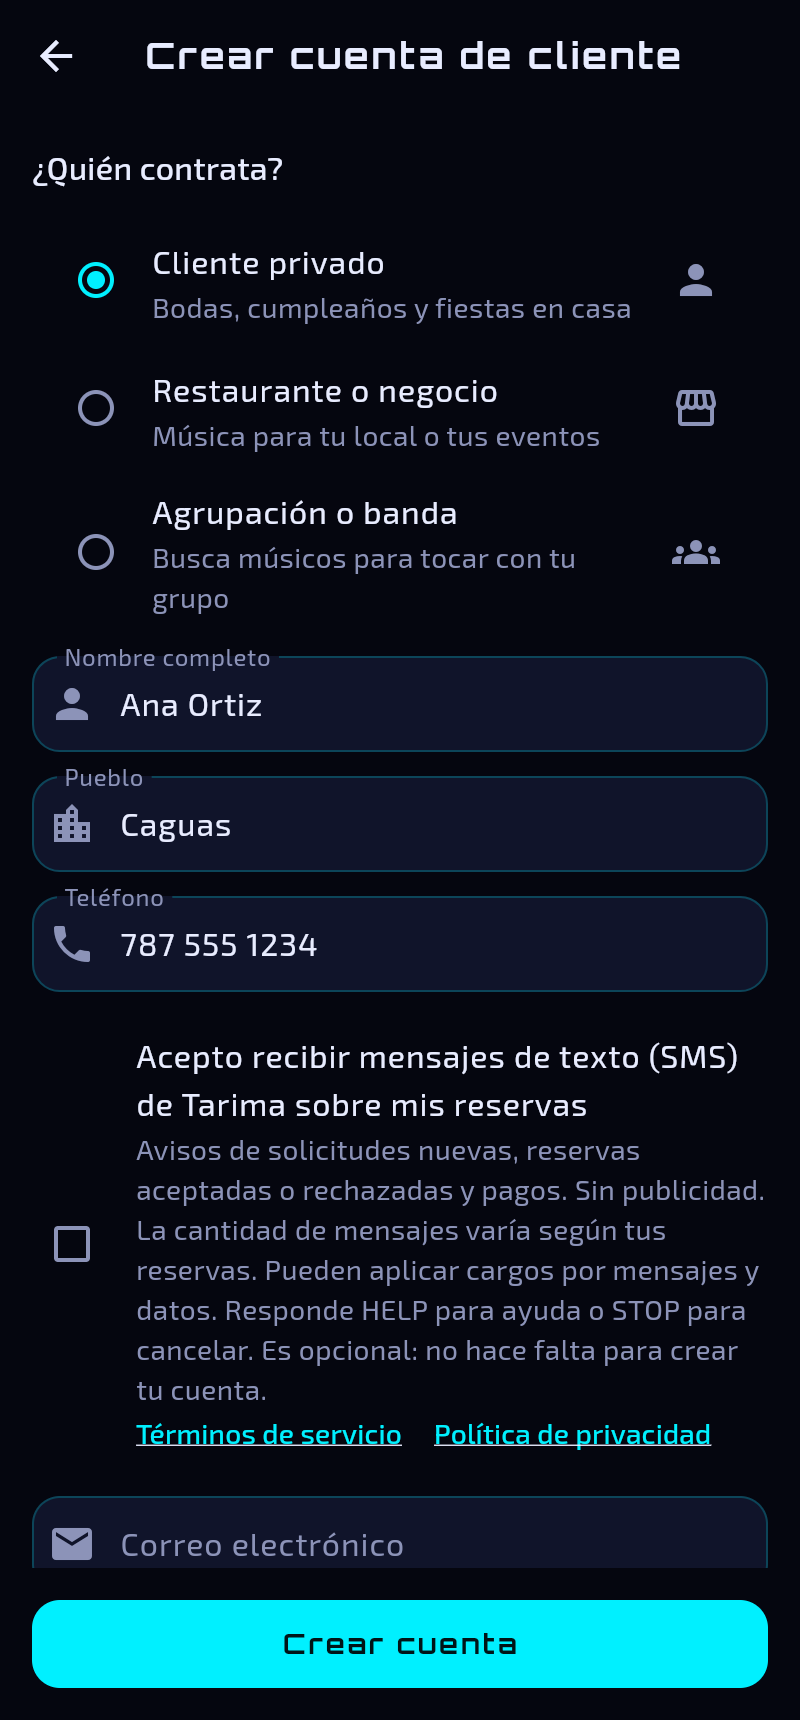 Crear cuenta de cliente
¿Quién contrata?
Cliente privado
Bodas, cumpleaños y fiestas en casa
Restaurante o negocio
Música para tu local o tus eventos
Agrupación o banda
Busca músicos para tocar con tu
grupo
Nombre completo
Ana Ortiz
Pueblo
Caguas
Teléfono
787 555 1234
Acepto recibir mensajes de texto (SMS)
de Tarima sobre mis reservas
Avisos de solicitudes nuevas, reservas
aceptadas o rechazadas y pagos. Sin publicidad.
La cantidad de mensajes varía según tus
reservas. Pueden aplicar cargos por mensajes y
datos. Responde HELP para ayuda o STOP para
cancelar. Es opcional: no hace falta para crear
tu cuenta.
Términos de servicio Política de privacidad
Correo electrónico
Crear cuenta